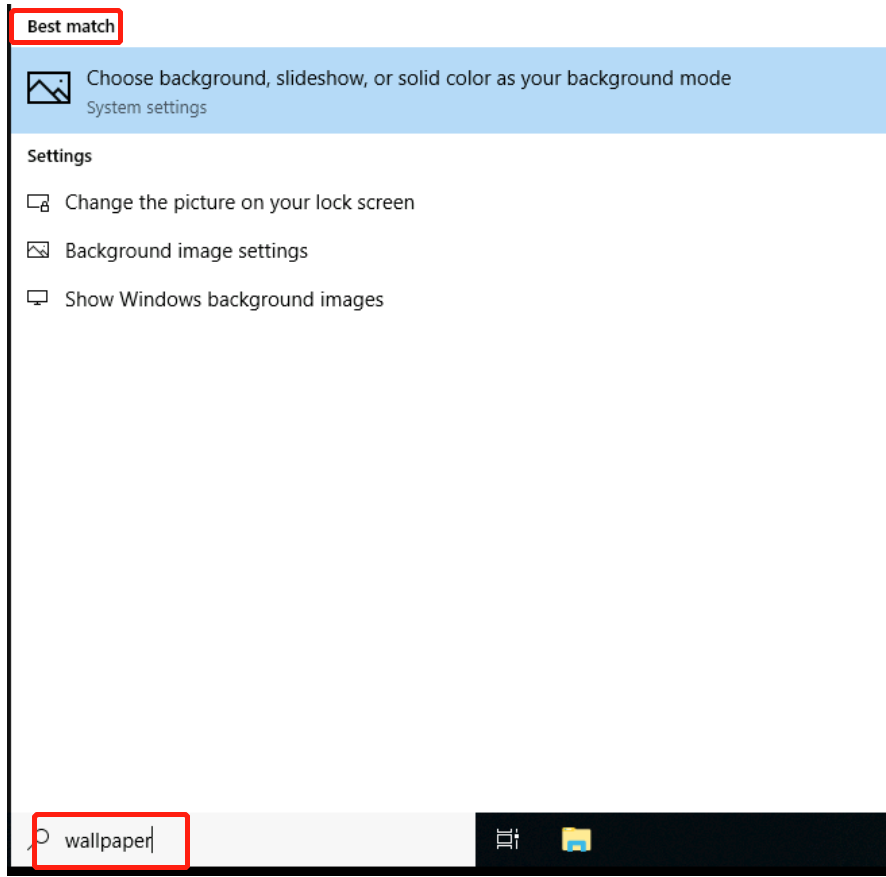 Best match
Choose background, slideshow, or solid color as your background mode
System settings
Settings
Change the picture on your lock screen
Background image settings
Show Windows background images
wallpaper